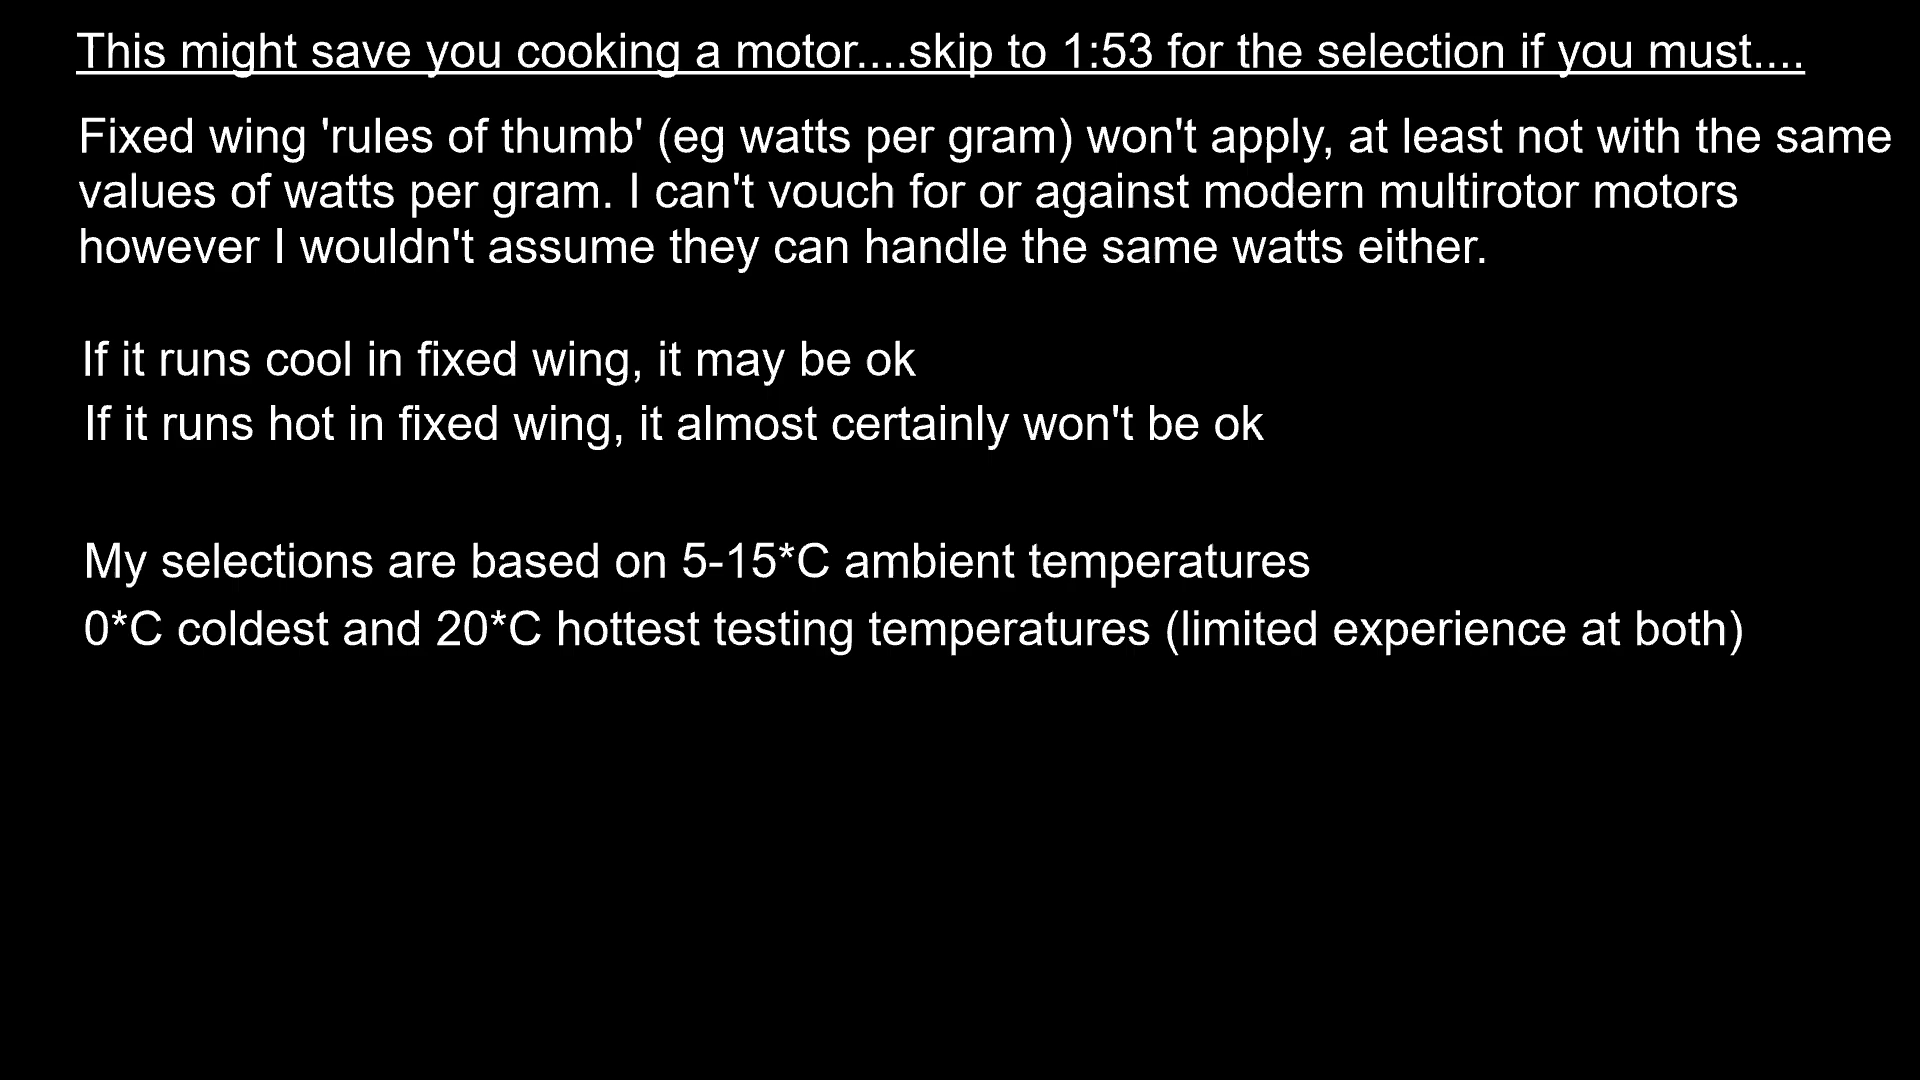 This might save you cooking a motor....skip to 1:53 for the selection if you must....
Fixed wing 'rules of thumb' (eg watts per gram) won't apply, at least not with the same
values of watts per gram. I can't vouch for or against modern multirotor motors
however I wouldn't assume they can handle the same watts either.
If it runs cool in fixed wing, it may be ok
If it runs hot in fixed wing, it almost certainly won't be ok
My selections are based on 5-15*C ambient temperatures
0*C coldest and 20*C hottest testing temperatures (limited experience at both)